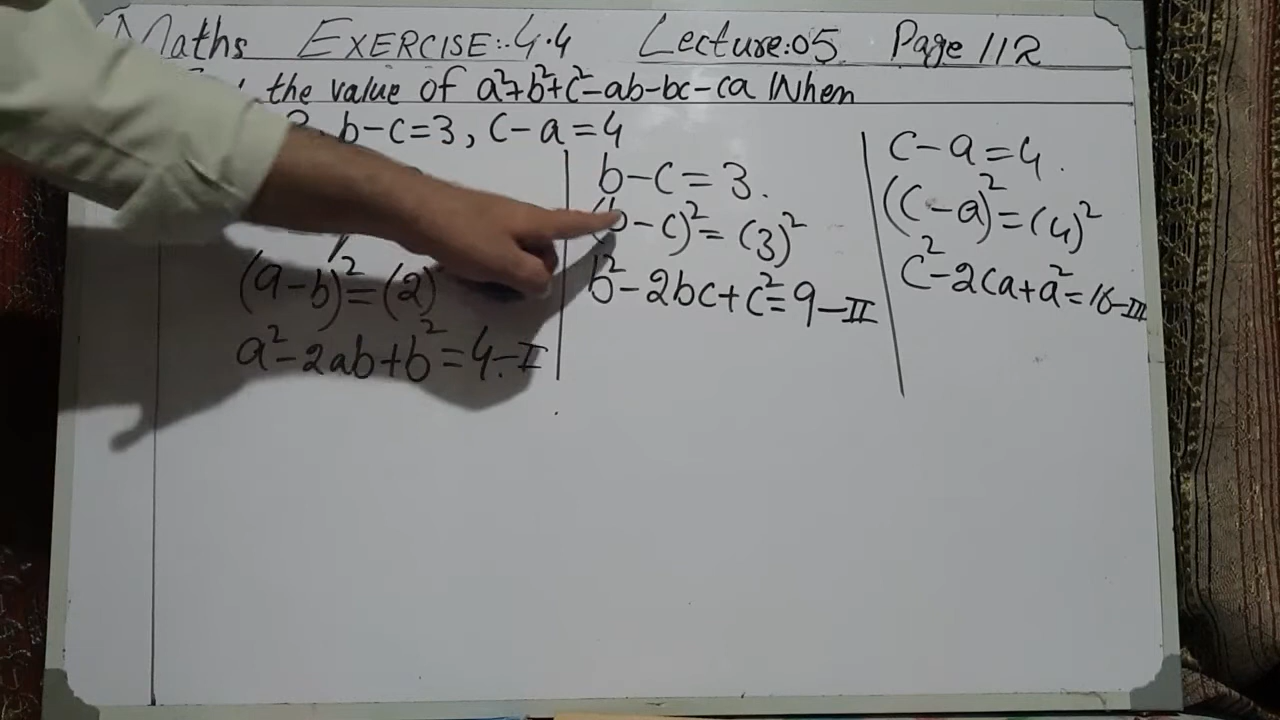 Maths EXERCISE:-4.4 Lecture:05. Page 112
the value of a²+b²+c²-ab-bc-ca When
b-c=3, c-a=4
(a-b)²=(2)
a²-2ab+b²=4.-I
b-c=3.
(b-c)²=(3)²
b²-2bc+c²=9-II
c-a=4.
(c-a)²=(4)²
c²-2ca+a²=16-III